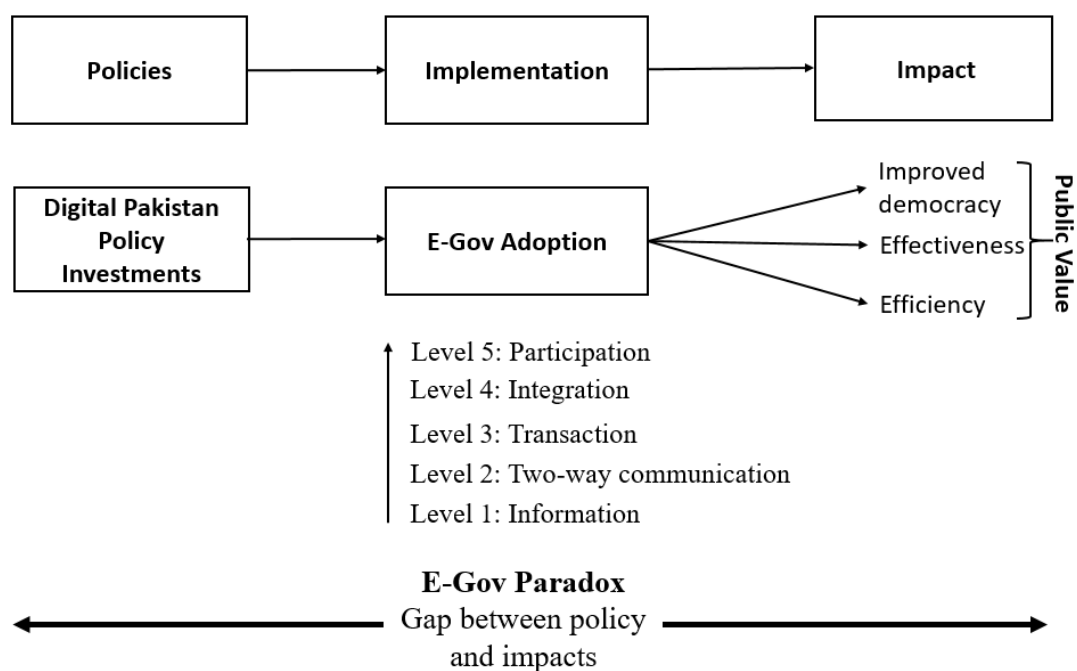 Policies
Implementation
Impact
Digital Pakistan
Policy
Investments
E-Gov Adoption
Improved
democracy
Effectiveness
Efficiency
Public Value
Level 5: Participation
Level 4: Integration
Level 3: Transaction
Level 2: Two-way communication
Level 1: Information
E-Gov Paradox
Gap between policy
and impacts